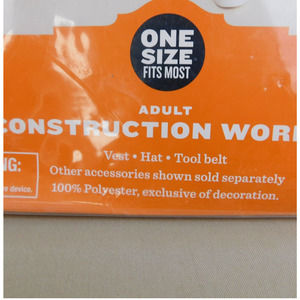 ONE
SIZE
FITS MOST
ADULT
CONSTRUCTION WOR
Vest • Hat • Tool belt
NG:
Other accessories shown sold separately
device.
100% Polyester, exclusive of decoration.